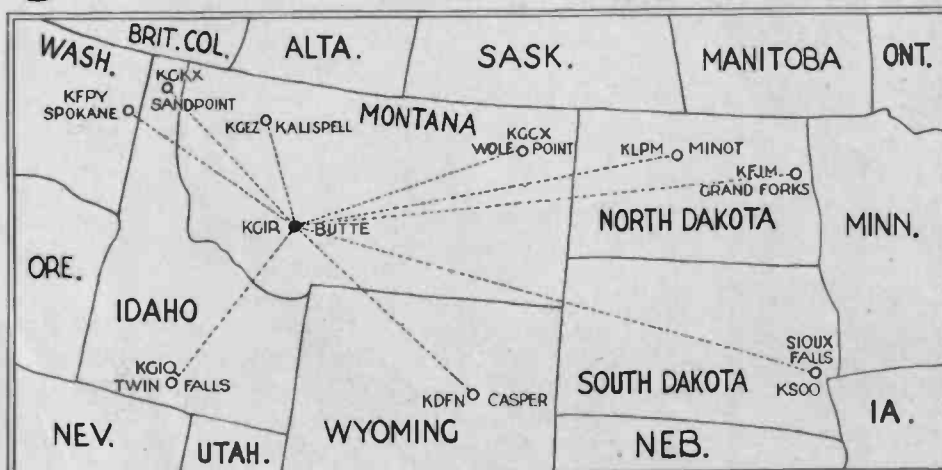 BRIT. COL.
ALTA.
SASK.
MANITOBA
ONT.
WASH.
KGKX
SANDPOINT
KFPY
SPOKANE
KGEZ KALISPELL
MONTANA
KGCX
WOLF POINT
KLPM MINOT
KFJM
GRAND FORKS
NORTH DAKOTA
MINN.
KGIR BUTTE
ORE.
IDAHO
KGIQ
TWIN FALLS
SIOUX
FALLS
KSOO
SOUTH DAKOTA
KDFN CASPER
WYOMING
NEV.
UTAH.
NEB.
IA.